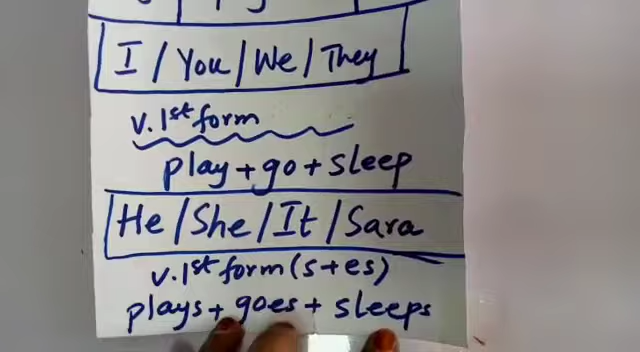 I / You / We / They
v. 1st form
play + go + sleep
He / She / It / Sara
v. 1st form (s + es)
plays + goes + sleeps